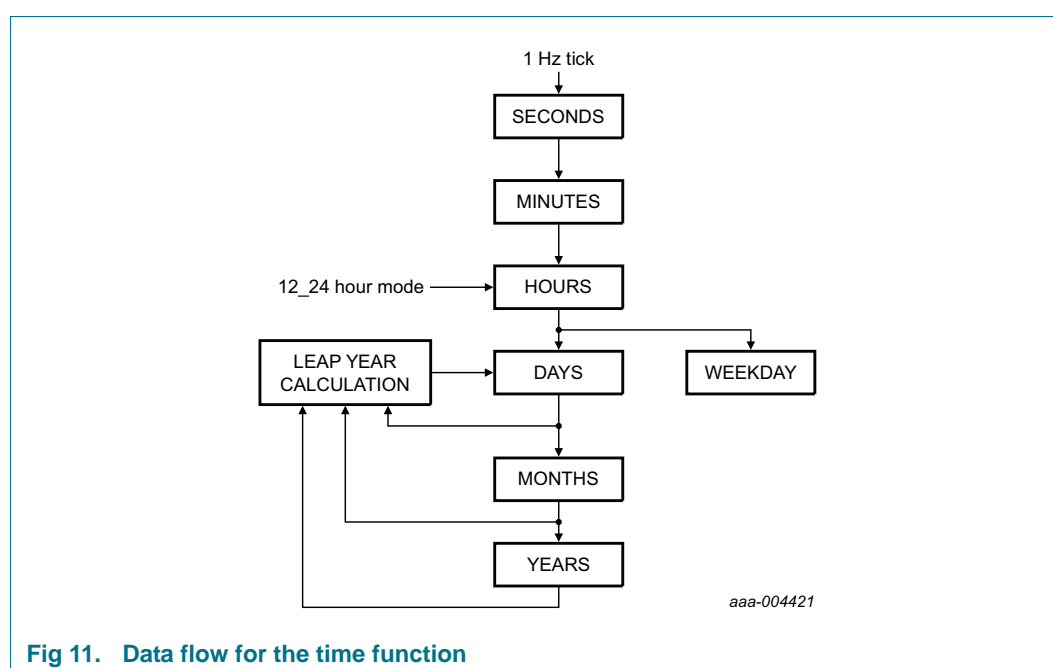 1 Hz tick
SECONDS
MINUTES
12_24 hour mode
HOURS
LEAP YEAR
CALCULATION
DAYS
WEEKDAY
MONTHS
YEARS
aaa-004421
Fig 11. Data flow for the time function